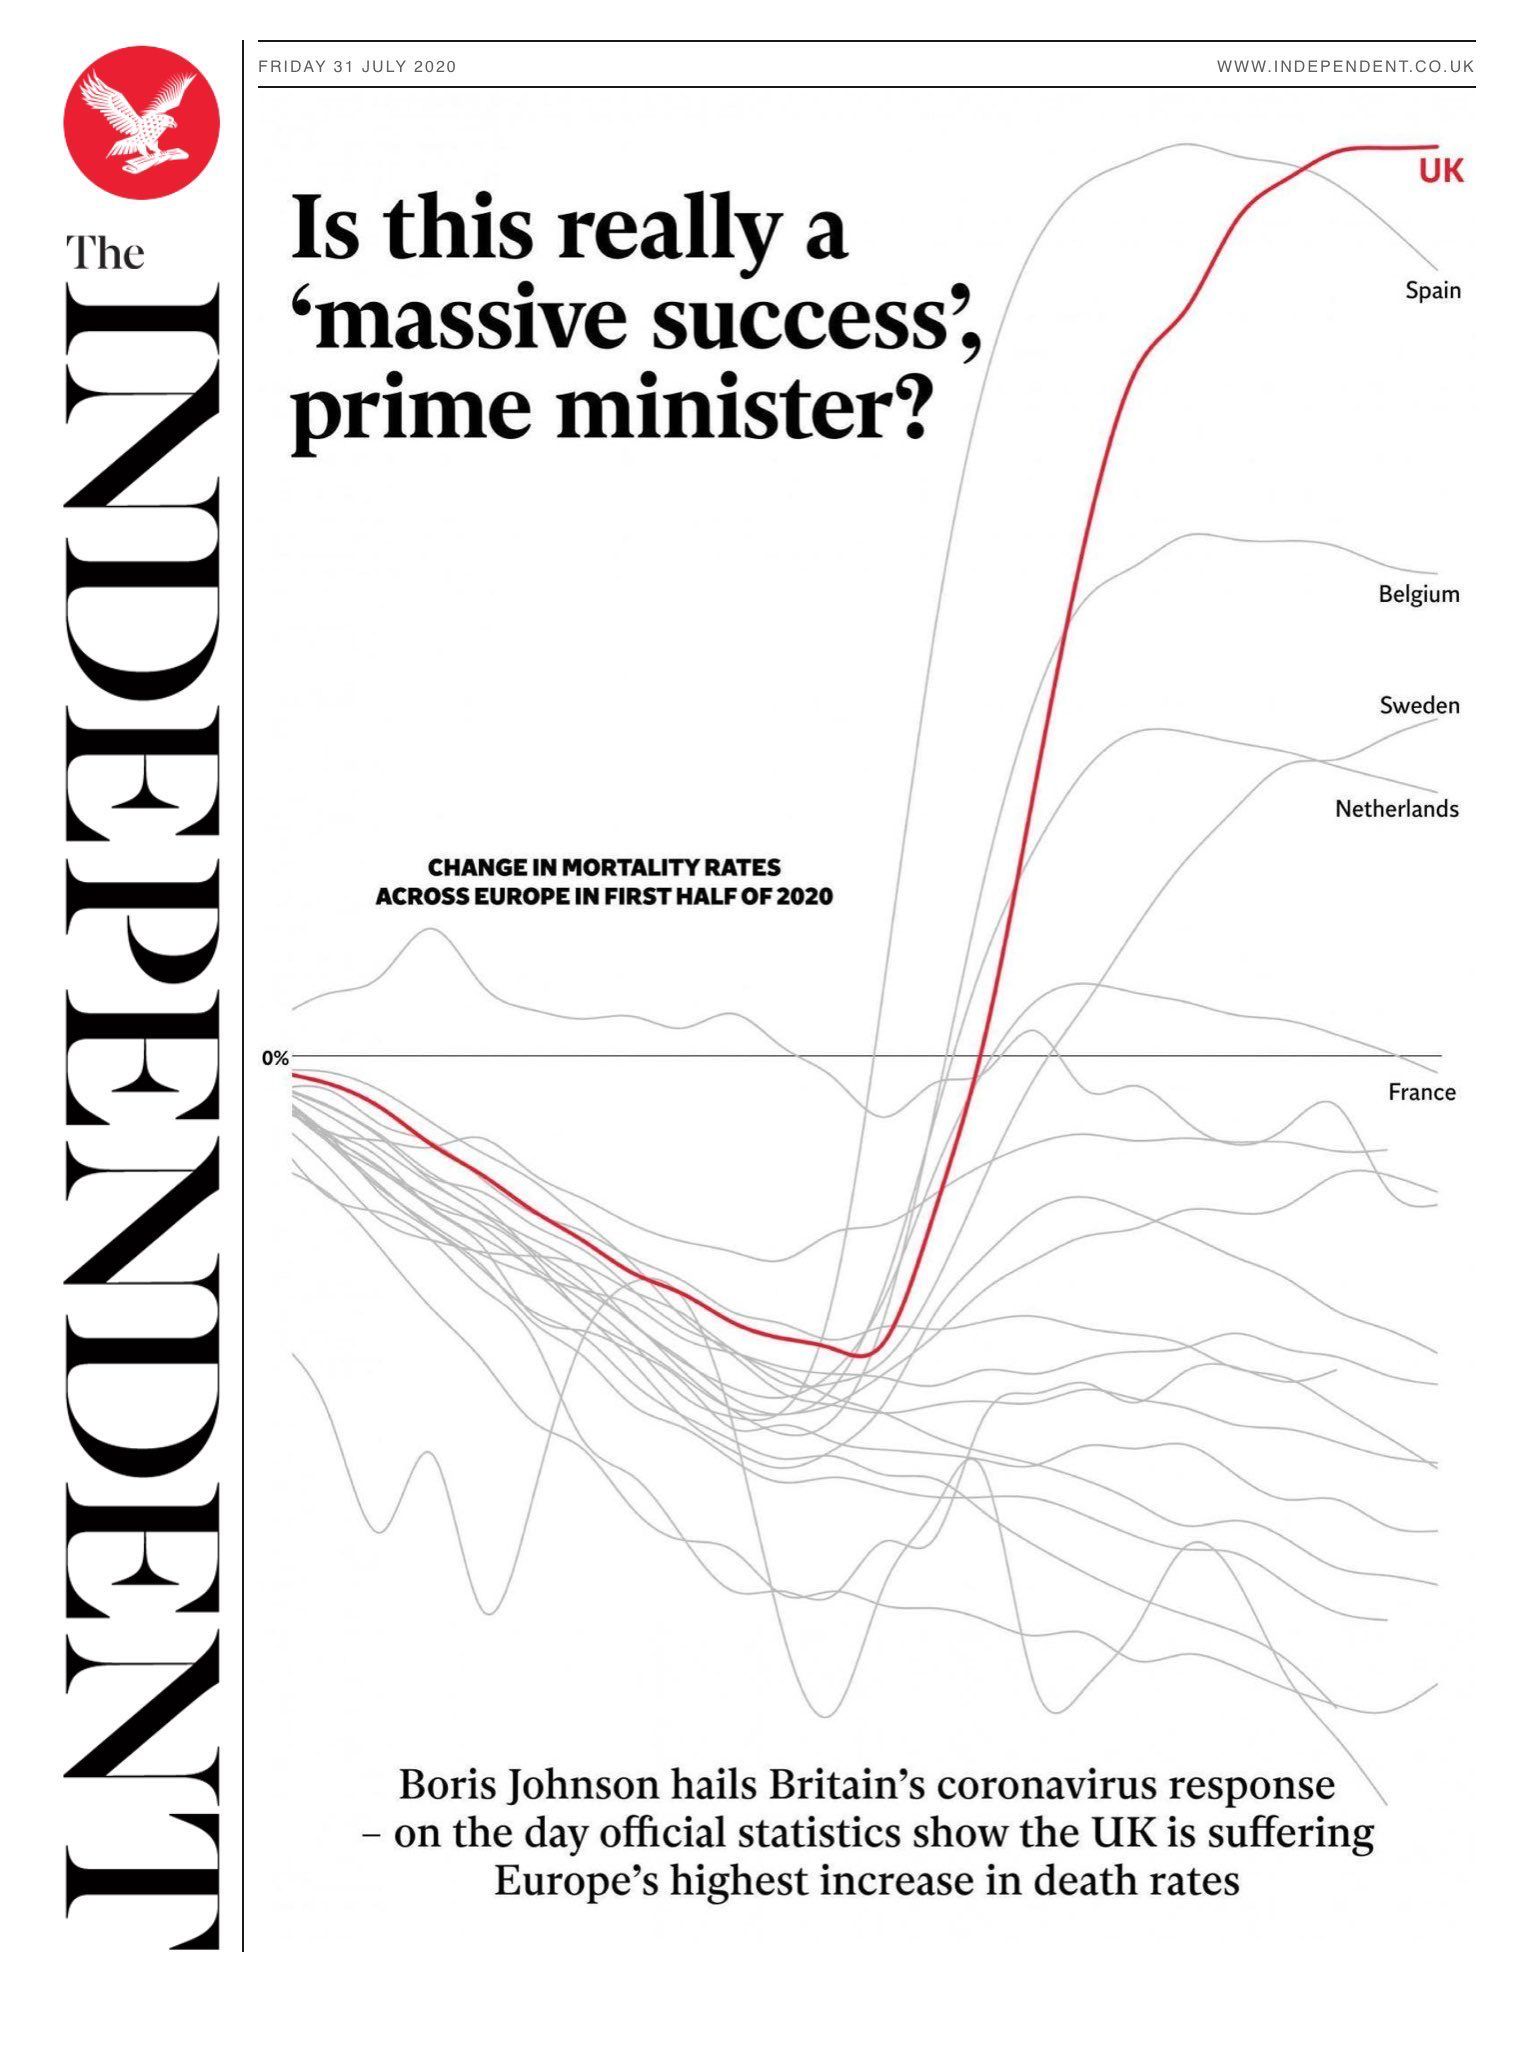 FRIDAY 31 JULY 2020
WWW.INDEPENDENT.CO.UK
The
INDEPENDENT
Is this really a
‘massive success’,
prime minister?
UK
Spain
Belgium
Sweden
Netherlands
CHANGE IN MORTALITY RATES
ACROSS EUROPE IN FIRST HALF OF 2020
0%
France
Boris Johnson hails Britain’s coronavirus response
– on the day official statistics show the UK is suffering
Europe’s highest increase in death rates